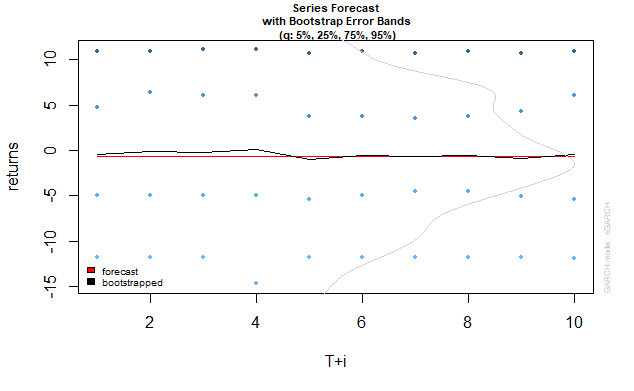 Series Forecast
with Bootstrap Error Bands
(q: 5%, 25%, 75%, 95%)
10
5
0
-5
-10
-15
returns
forecast
bootstrapped
2
4
6
8
10
T+i
GARCH model : sGARCH